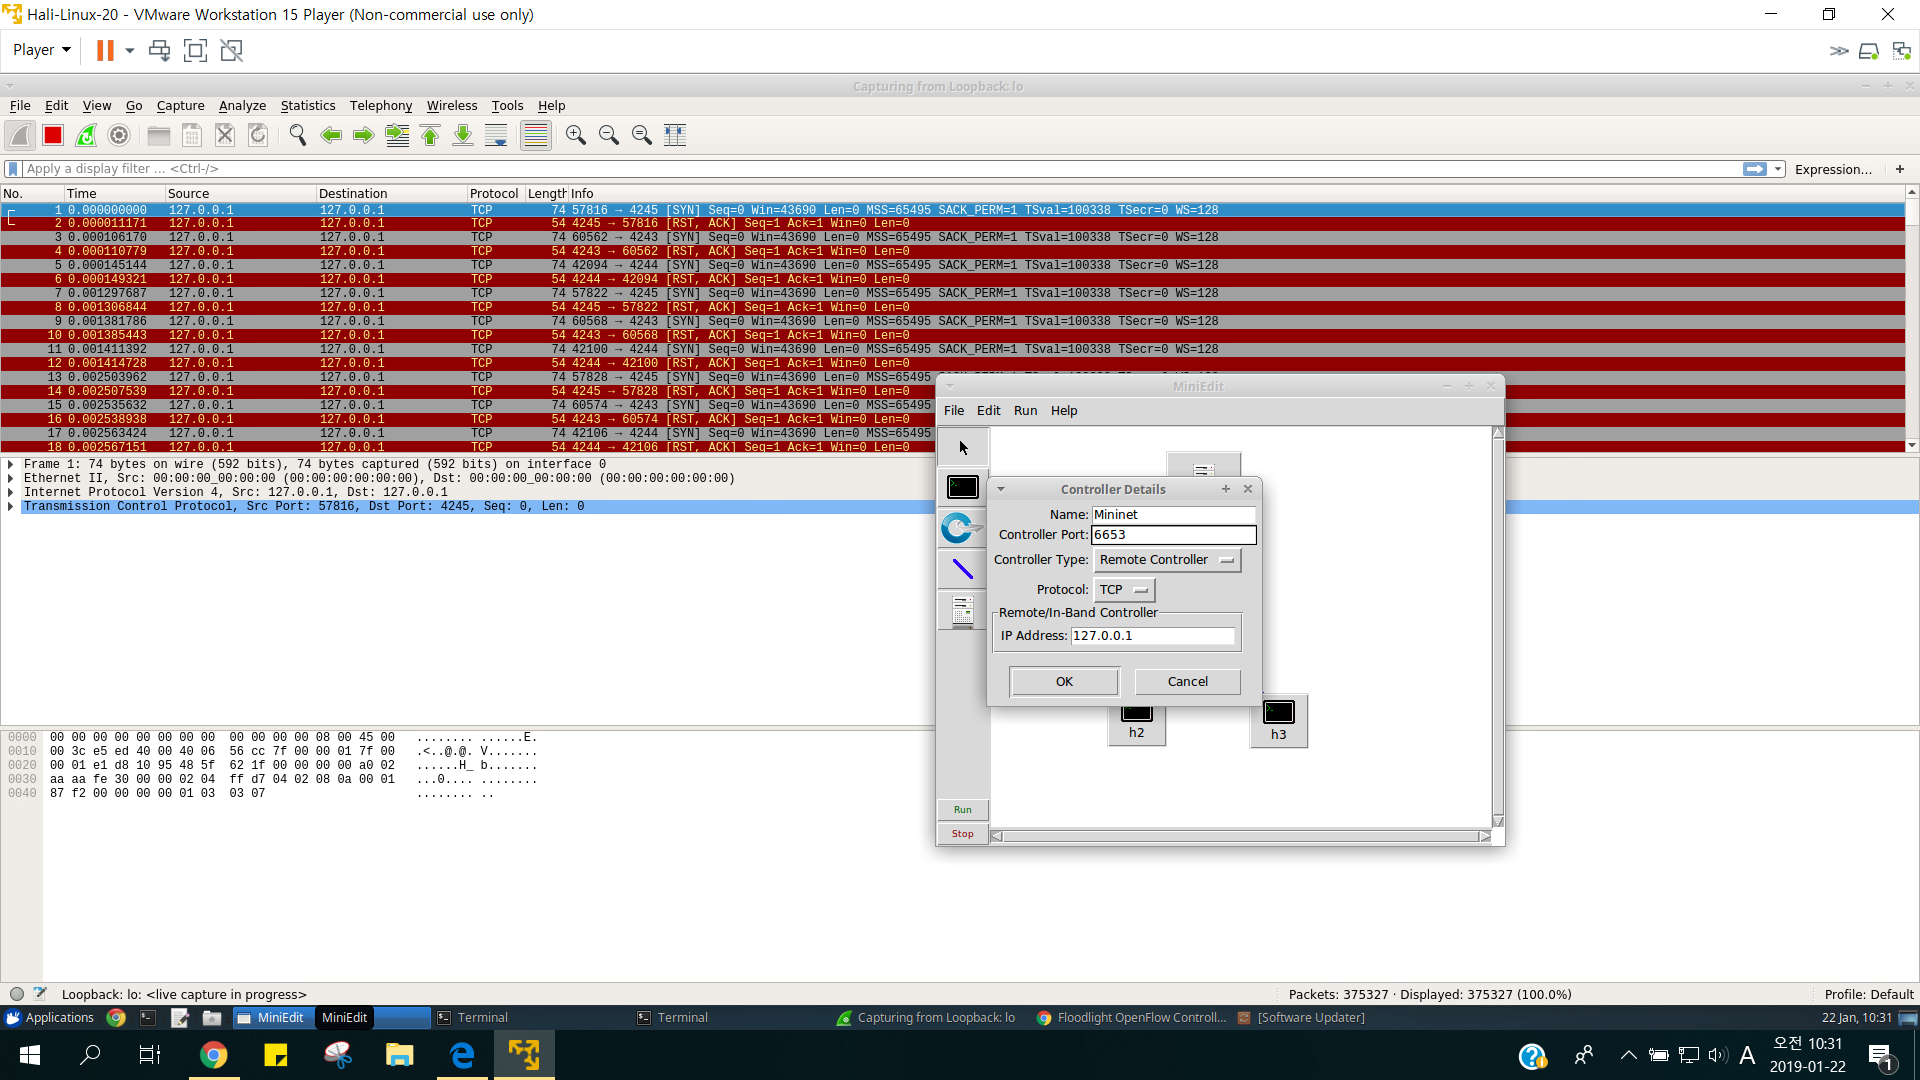 Hali-Linux-20 - VMware Workstation 15 Player (Non-commercial use only)
Player
Capturing from Loopback: lo
File Edit View Go Capture Analyze Statistics Telephony Wireless Tools Help
Apply a display filter ... <Ctrl-/>
Expression...
+
No. Time Source Destination Protocol Length Info
1 0.000000000 127.0.0.1 127.0.0.1 TCP 74 57816 → 4245 [SYN] Seq=0 Win=43690 Len=0 MSS=65495 SACK_PERM=1 TSval=100338 TSecr=0 WS=128
2 0.000011171 127.0.0.1 127.0.0.1 TCP 54 4245 → 57816 [RST, ACK] Seq=1 Ack=1 Win=0 Len=0
3 0.000106170 127.0.0.1 127.0.0.1 TCP 74 60562 → 4243 [SYN] Seq=0 Win=43690 Len=0 MSS=65495 SACK_PERM=1 TSval=100338 TSecr=0 WS=128
4 0.000110779 127.0.0.1 127.0.0.1 TCP 54 4243 → 60562 [RST, ACK] Seq=1 Ack=1 Win=0 Len=0
5 0.000145144 127.0.0.1 127.0.0.1 TCP 74 42094 → 4244 [SYN] Seq=0 Win=43690 Len=0 MSS=65495 SACK_PERM=1 TSval=100338 TSecr=0 WS=128
6 0.000149321 127.0.0.1 127.0.0.1 TCP 54 4244 → 42094 [RST, ACK] Seq=1 Ack=1 Win=0 Len=0
7 0.001297687 127.0.0.1 127.0.0.1 TCP 74 57822 → 4245 [SYN] Seq=0 Win=43690 Len=0 MSS=65495 SACK_PERM=1 TSval=100338 TSecr=0 WS=128
8 0.001306844 127.0.0.1 127.0.0.1 TCP 54 4245 → 57822 [RST, ACK] Seq=1 Ack=1 Win=0 Len=0
9 0.001381786 127.0.0.1 127.0.0.1 TCP 74 60568 → 4243 [SYN] Seq=0 Win=43690 Len=0 MSS=65495 SACK_PERM=1 TSval=100338 TSecr=0 WS=128
10 0.001385443 127.0.0.1 127.0.0.1 TCP 54 4243 → 60568 [RST, ACK] Seq=1 Ack=1 Win=0 Len=0
11 0.001411392 127.0.0.1 127.0.0.1 TCP 74 42100 → 4244 [SYN] Seq=0 Win=43690 Len=0 MSS=65495 SACK_PERM=1 TSval=100338 TSecr=0 WS=128
12 0.001414728 127.0.0.1 127.0.0.1 TCP 54 4244 → 42100 [RST, ACK] Seq=1 Ack=1 Win=0 Len=0
13 0.002503962 127.0.0.1 127.0.0.1 TCP 74 57828 → 4245 [SYN] Seq=0 Win=43690 Len=0 MSS=65495 SACK_PERM=1 TSval=100338 TSecr=0 WS=128
14 0.002507539 127.0.0.1 127.0.0.1 TCP 54 4245 → 57828 [RST, ACK] Seq=1 Ack=1 Win=0 Len=0
15 0.002535632 127.0.0.1 127.0.0.1 TCP 74 60574 → 4243 [SYN] Seq=0 Win=43690 Len=0 MSS=65495
16 0.002538938 127.0.0.1 127.0.0.1 TCP 54 4243 → 60574 [RST, ACK] Seq=1 Ack=1 Win=0 Len=0
17 0.002563424 127.0.0.1 127.0.0.1 TCP 74 42106 → 4244 [SYN] Seq=0 Win=43690 Len=0 MSS=65495
18 0.002567151 127.0.0.1 127.0.0.1 TCP 54 4244 → 42106 [RST, ACK] Seq=1 Ack=1 Win=0 Len=0
Frame 1: 74 bytes on wire (592 bits), 74 bytes captured (592 bits) on interface 0
Ethernet II, Src: 00:00:00_00:00:00 (00:00:00:00:00:00), Dst: 00:00:00_00:00:00 (00:00:00:00:00:00)
Internet Protocol Version 4, Src: 127.0.0.1, Dst: 127.0.0.1
Transmission Control Protocol, Src Port: 57816, Dst Port: 4245, Seq: 0, Len: 0
MiniEdit
File Edit Run Help
Controller Details
Name: Mininet
Controller Port: 6653
Controller Type: Remote Controller
Protocol: TCP
Remote/In-Band Controller
IP Address: 127.0.0.1
OK Cancel
h2 h3
Run
Stop
0000 00 00 00 00 00 00 00 00 00 00 00 00 08 00 45 00 ........ ......E.
0010 00 3c e5 ed 40 00 40 06 56 cc 7f 00 00 01 7f 00 .<..@.@. V.......
0020 00 01 e1 d8 10 95 48 5f 62 1f 00 00 00 00 a0 02 ......H_ b.......
0030 aa aa fe 30 00 00 02 04 ff d7 04 02 08 0a 00 01 ...0.... ........
0040 87 f2 00 00 00 00 01 03 03 07 ........ ..
Loopback: lo: <live capture in progress>
Packets: 375327 · Displayed: 375327 (100.0%)
Profile: Default
Applications MiniEdit MiniEdit Terminal Terminal Capturing from Loopback: lo Floodlight OpenFlow Controll... [Software Updater] 22 Jan, 10:31
A
오전 10:31
2019-01-22
1